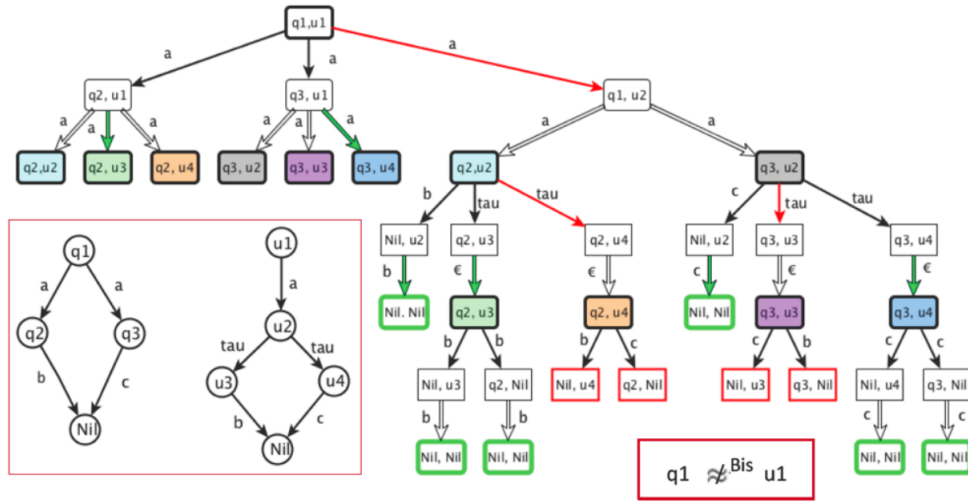 q1,u1
a
a
a
q2, u1
q3, u1
q1, u2
a
a
a
a
a
a
a
a
q2,u2
q2, u3
q2, u4
q3, u2
q3, u3
q3, u4
q2,u2
q3, u2
b
tau
tau
c
tau
tau
Nil, u2
q2, u3
q2, u4
Nil, u2
q3, u3
q3, u4
b
€
€
c
€
€
Nil. Nil
q2, u3
q2, u4
Nil, Nil
q3, u3
q3, u4
b
b
b
c
c
b
c
c
Nil, u3
q2, Nil
Nil, u4
q2, Nil
Nil, u3
q3, Nil
Nil, u4
q3, Nil
b
b
c
c
Nil, Nil
Nil, Nil
Nil, Nil
Nil, Nil
q1
a
a
q2
q3
b
c
Nil
u1
a
u2
tau
tau
u3
u4
b
c
Nil
q1 ≉ Bis u1